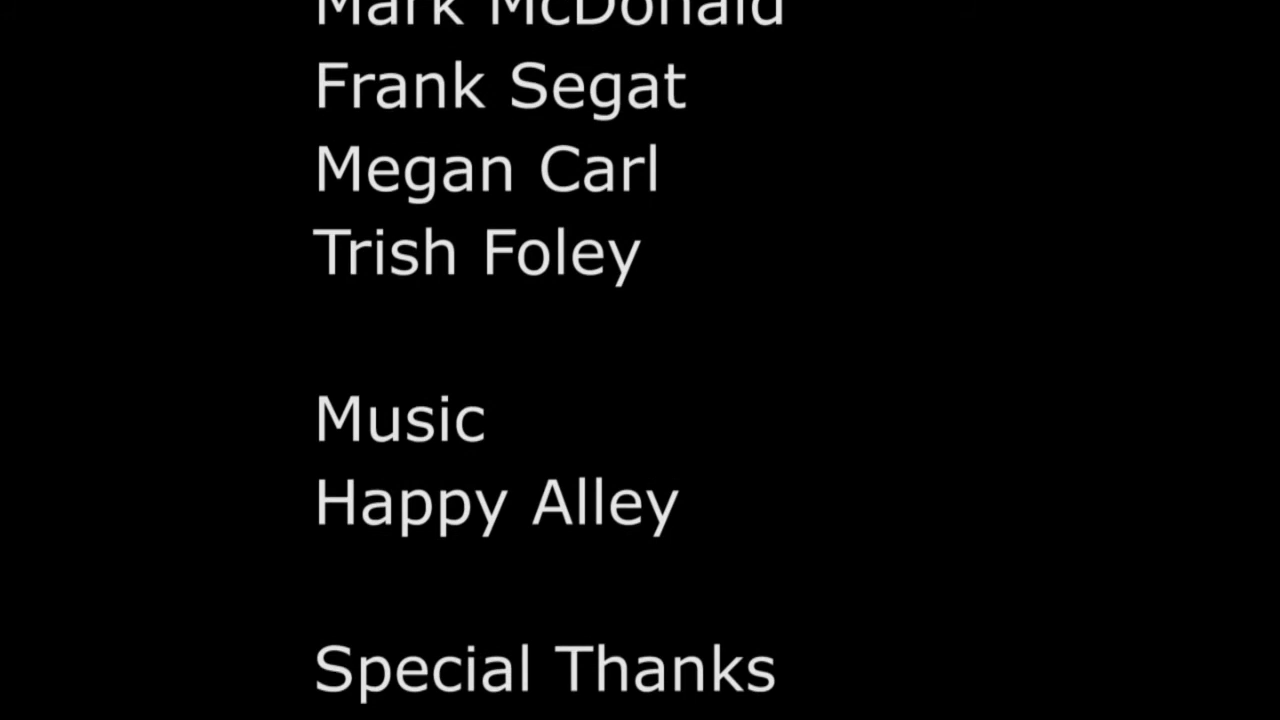 Mark McDonald
Frank Segat
Megan Carl
Trish Foley
Music
Happy Alley
Special Thanks